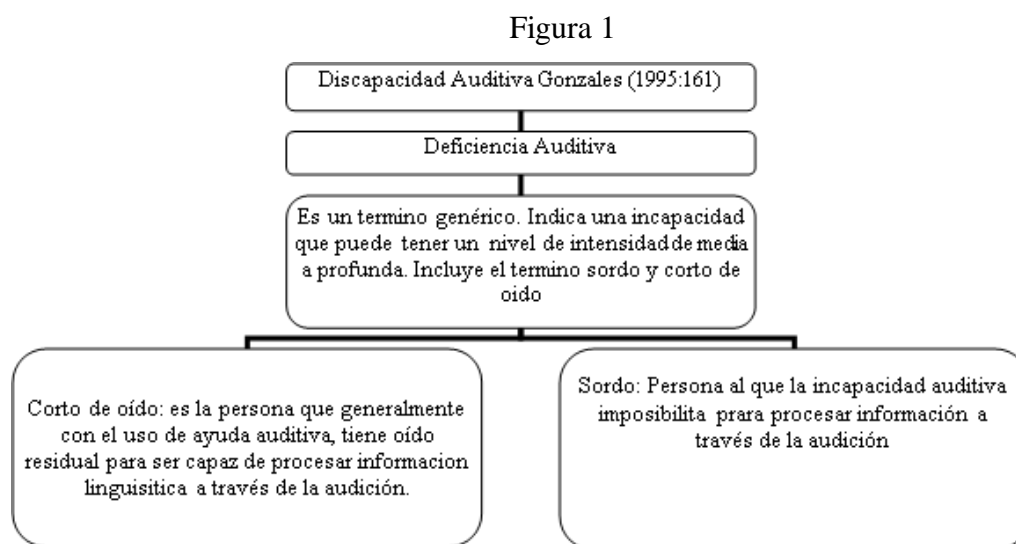 Figura 1
Discapacidad Auditiva Gonzales (1995:161)
Deficiencia Auditiva
Es un termino genérico. Indica una incapacidad
que puede tener un nivel de intensidad de media
a profunda. Incluye el termino sordo y corto de
oido
Corto de oído: es la persona que generalmente
con el uso de ayuda auditiva, tiene oído
residual para ser capaz de procesar informacion
linguisitica a través de la audición.
Sordo: Persona al que la incapacidad auditiva
imposibilita prara procesar información a
través de la audición